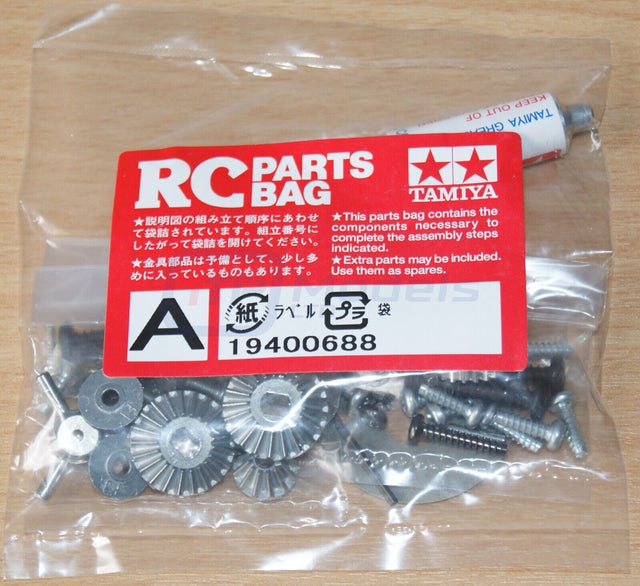 TAMIYA GREA
KEEP OUT OF
RC PARTS BAG
TAMIYA
★説明図の組み立て順序にあわせ
て袋詰されています。組立番号に
したがって袋詰を開けてください。
★金具部品は予備として、少し多
めに入っているものもあります。
★This parts bag contains the
components necessary to
complete the assembly steps
indicated.
★Extra parts may be included.
Use them as spares.
A
紙 ラベル プラ 袋
19400688
Models